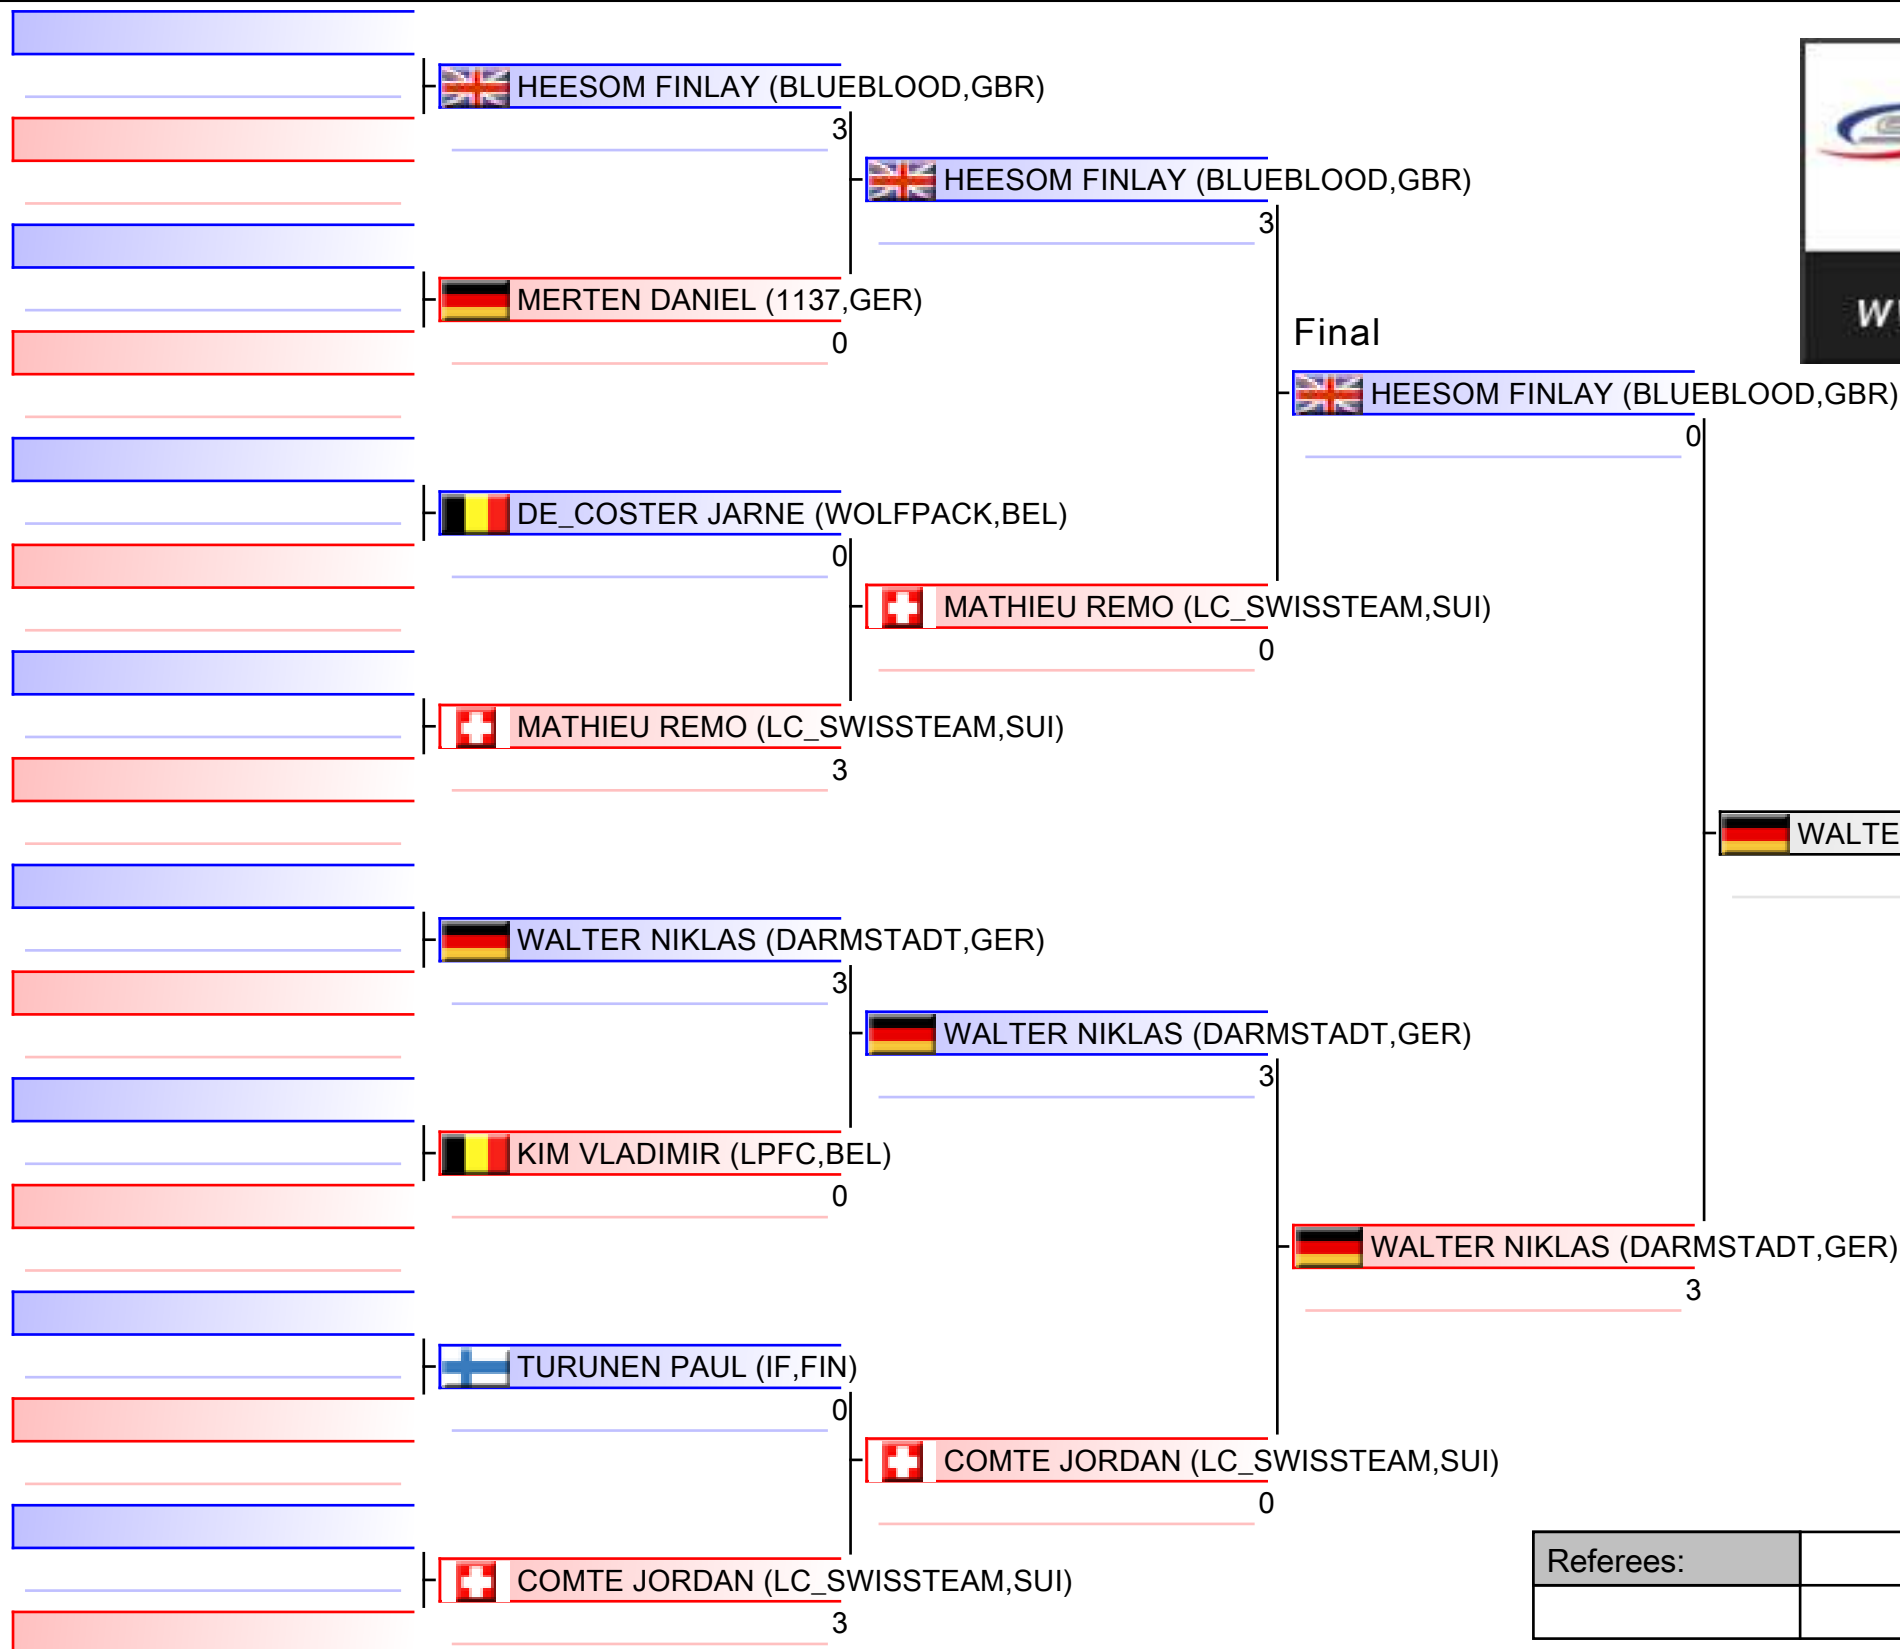 HEESOM FINLAY (BLUEBLOOD,GBR)
3
MERTEN DANIEL (1137,GER)
0
DE_COSTER JARNE (WOLFPACK,BEL)
0
MATHIEU REMO (LC_SWISSTEAM,SUI)
3
WALTER NIKLAS (DARMSTADT,GER)
3
KIM VLADIMIR (LPFC,BEL)
0
TURUNEN PAUL (IF,FIN)
0
COMTE JORDAN (LC_SWISSTEAM,SUI)
3
HEESOM FINLAY (BLUEBLOOD,GBR)
3
MATHIEU REMO (LC_SWISSTEAM,SUI)
0
WALTER NIKLAS (DARMSTADT,GER)
3
COMTE JORDAN (LC_SWISSTEAM,SUI)
0
Final
HEESOM FINLAY (BLUEBLOOD,GBR)
0
WALTER NIKLAS (DARMSTADT,GER)
3
WALTE
Referees: